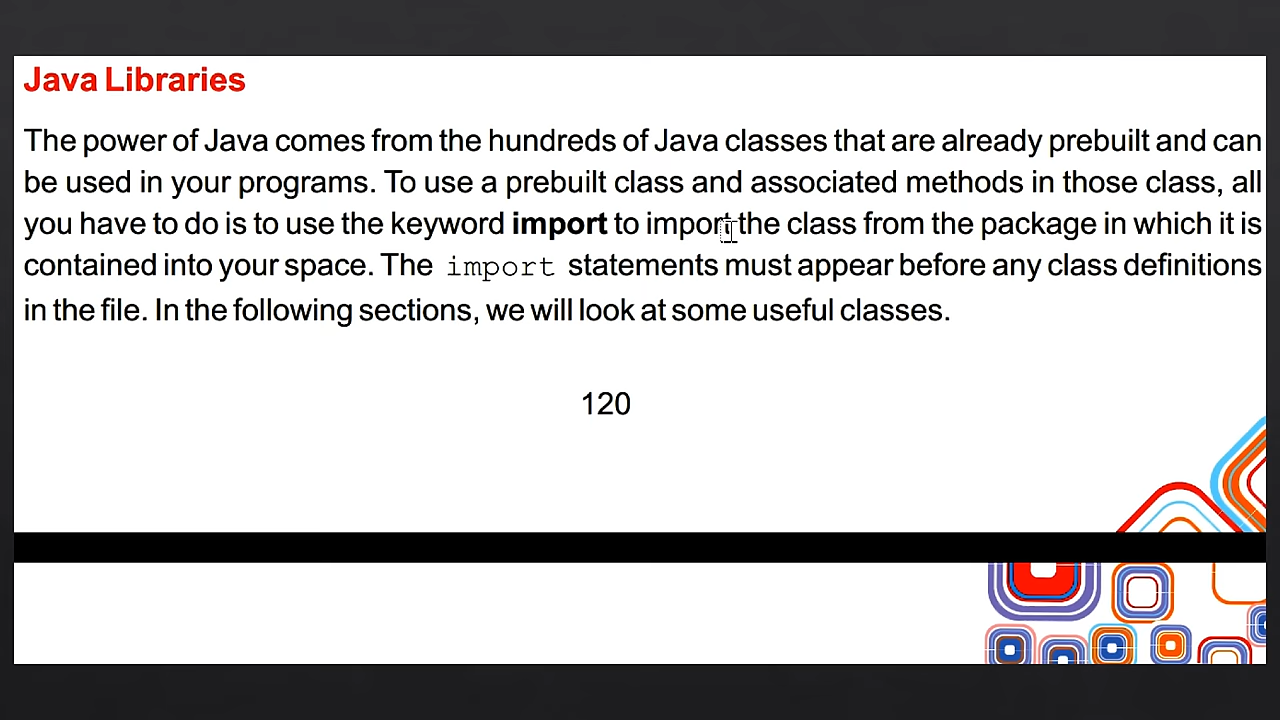 Java Libraries
The power of Java comes from the hundreds of Java classes that are already prebuilt and can
be used in your programs. To use a prebuilt class and associated methods in those class, all
you have to do is to use the keyword import to import the class from the package in which it is
contained into your space. The import statements must appear before any class definitions
in the file. In the following sections, we will look at some useful classes.
120